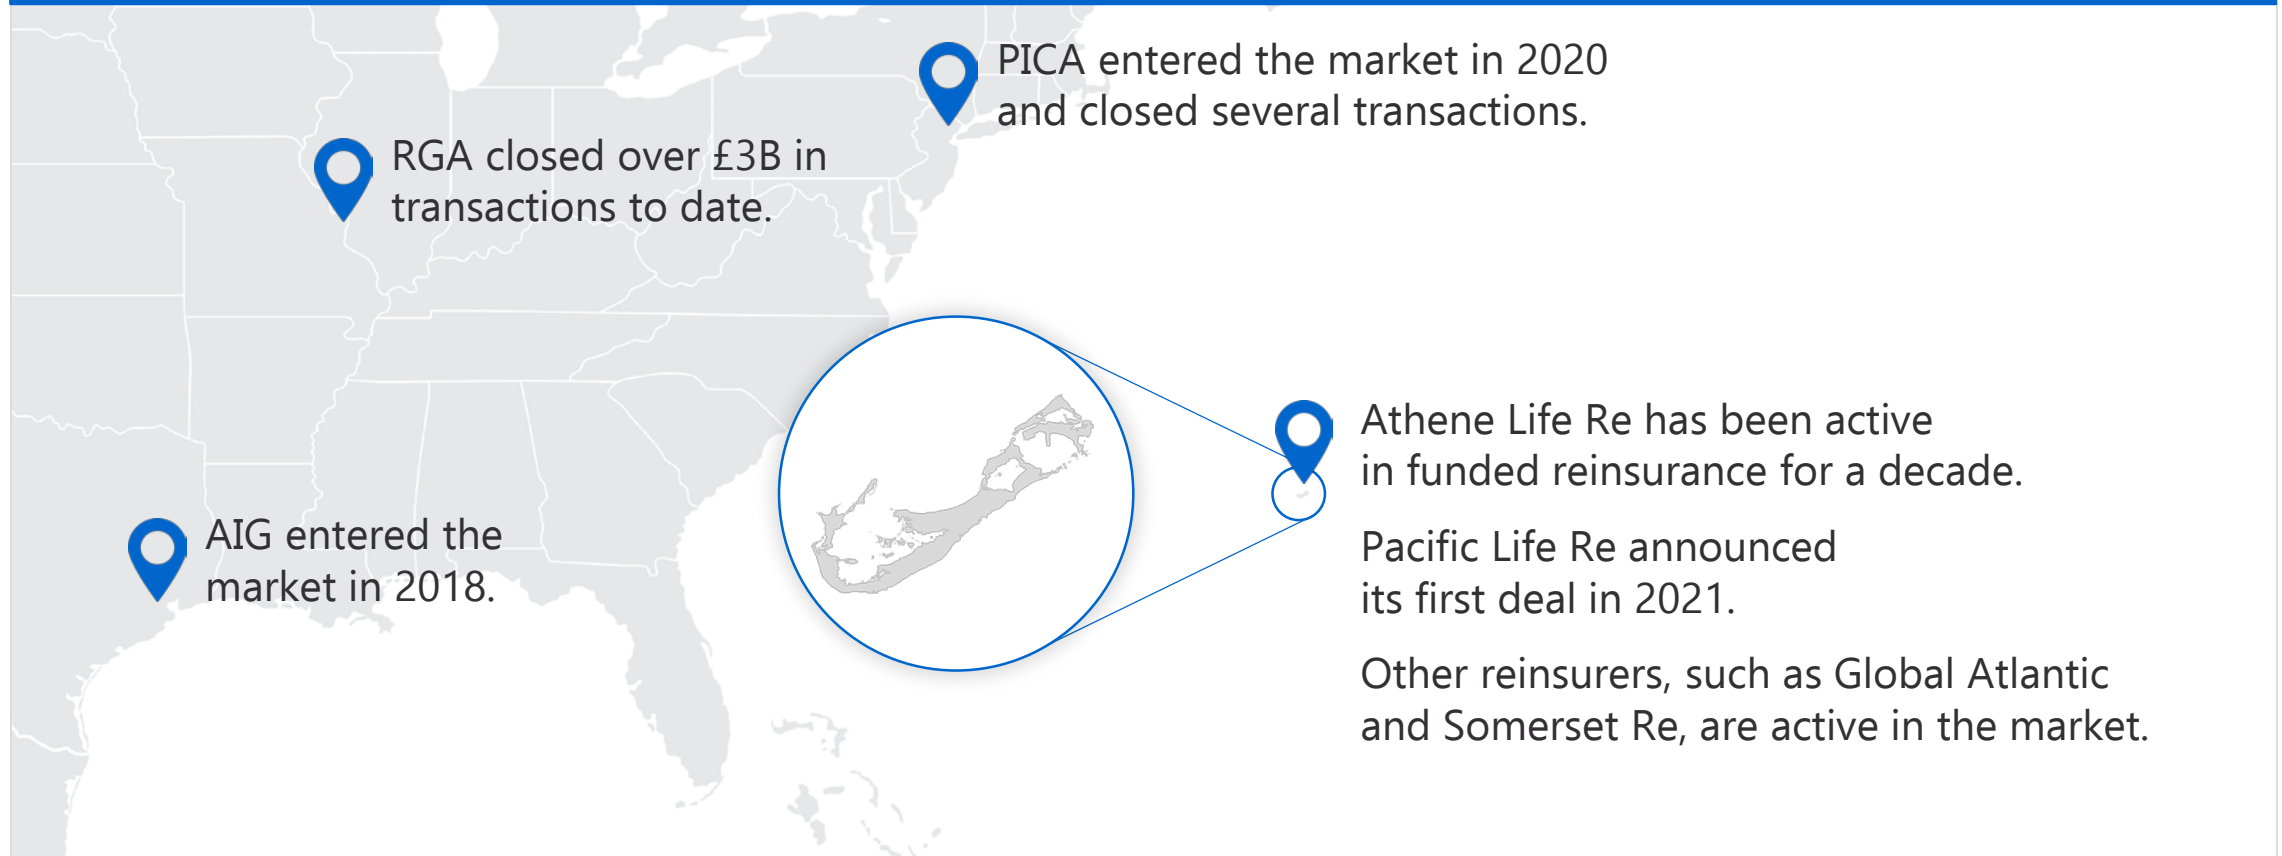 PICA entered the market in 2020
and closed several transactions.
RGA closed over £3B in
transactions to date.
Athene Life Re has been active
in funded reinsurance for a decade.
Pacific Life Re announced
its first deal in 2021.
Other reinsurers, such as Global Atlantic
and Somerset Re, are active in the market.
AIG entered the
market in 2018.